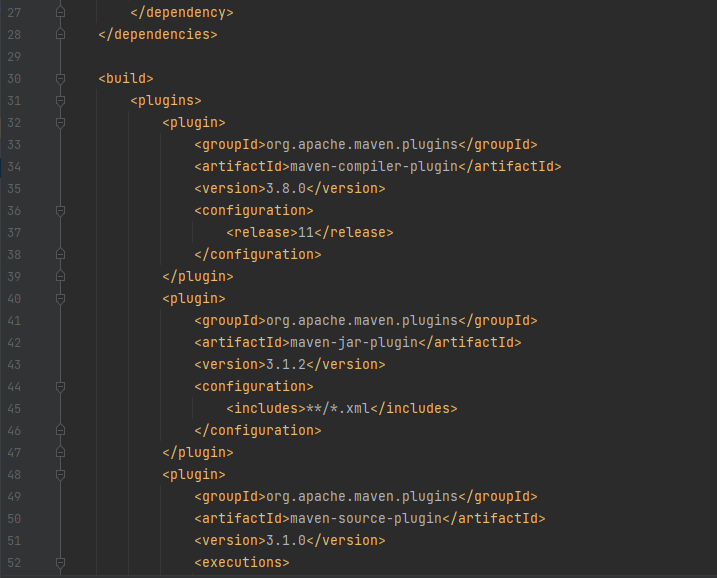 27 </dependency>
28 </dependencies>
29
30 <build>
31 <plugins>
32 <plugin>
33 <groupId>org.apache.maven.plugins</groupId>
34 <artifactId>maven-compiler-plugin</artifactId>
35 <version>3.8.0</version>
36 <configuration>
37 <release>11</release>
38 </configuration>
39 </plugin>
40 <plugin>
41 <groupId>org.apache.maven.plugins</groupId>
42 <artifactId>maven-jar-plugin</artifactId>
43 <version>3.1.2</version>
44 <configuration>
45 <includes>**/*.xml</includes>
46 </configuration>
47 </plugin>
48 <plugin>
49 <groupId>org.apache.maven.plugins</groupId>
50 <artifactId>maven-source-plugin</artifactId>
51 <version>3.1.0</version>
52 <executions>